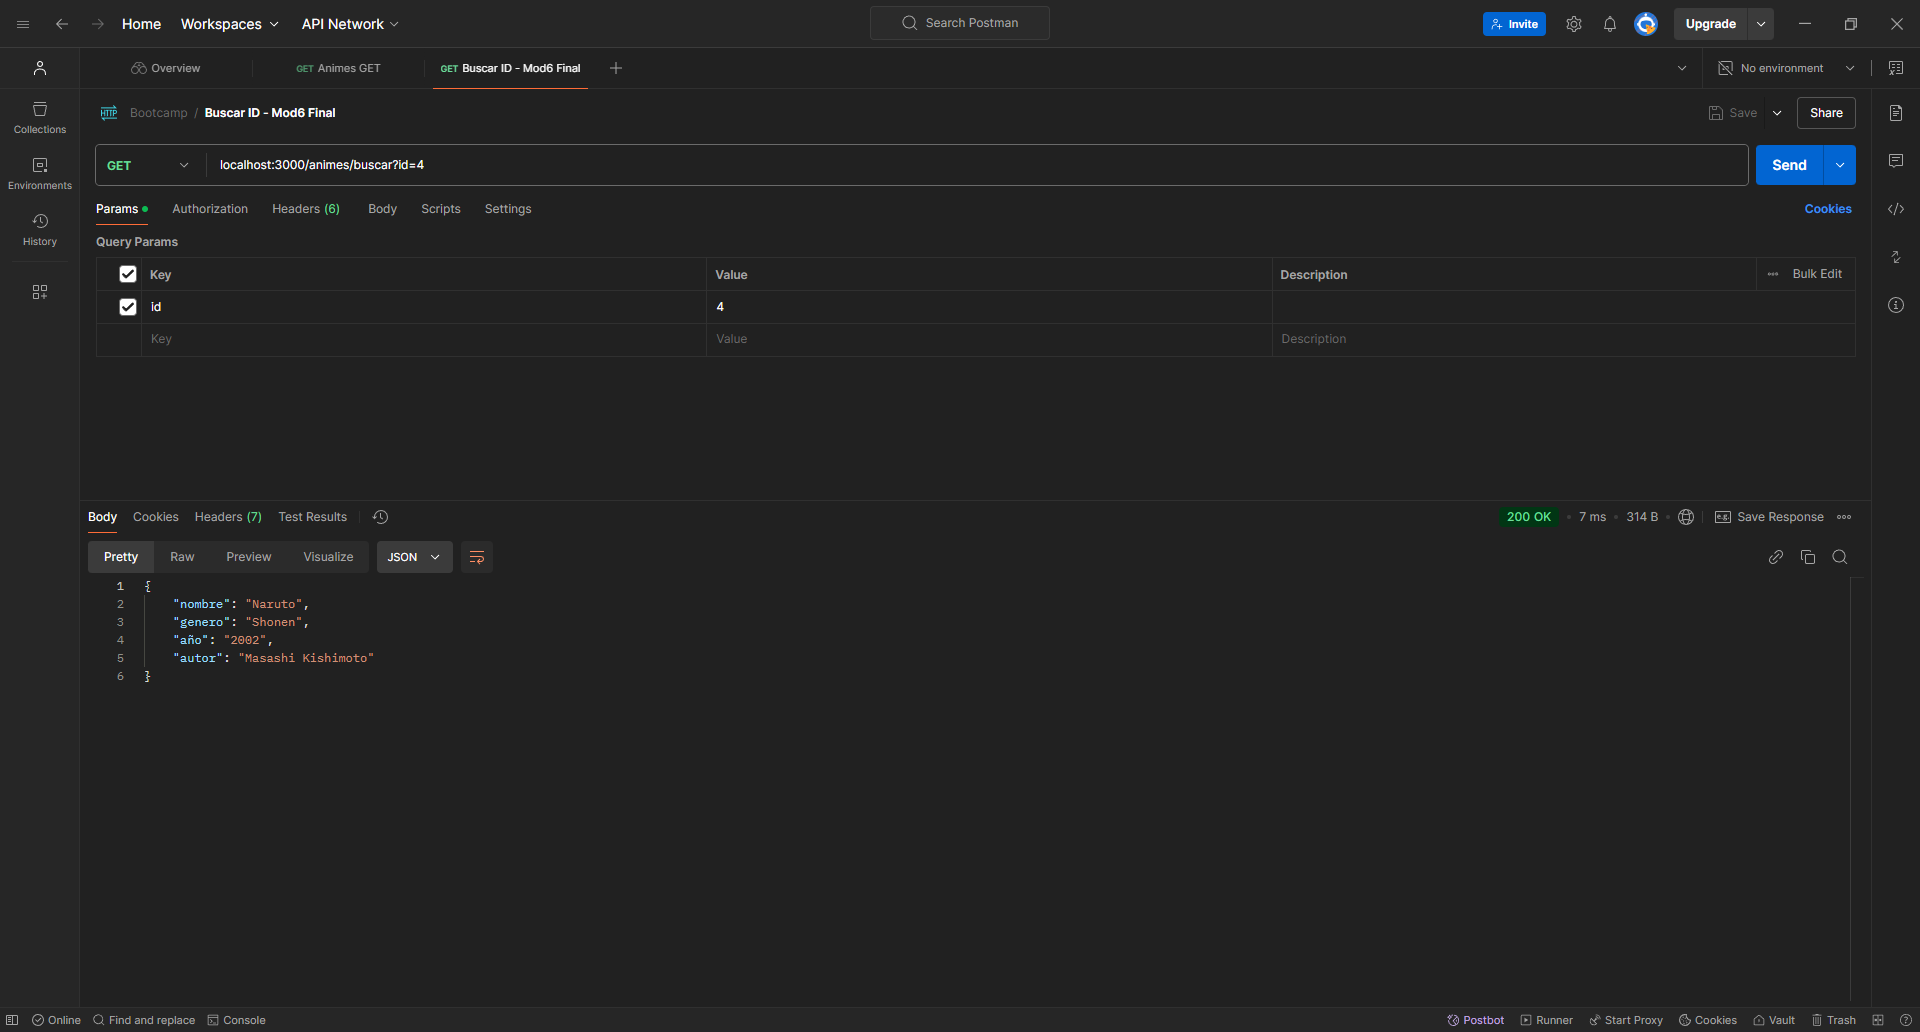 Home Workspaces API Network Search Postman Invite Upgrade
Overview GET Animes GET GET Buscar ID - Mod6 Final No environment
HTTP Bootcamp / Buscar ID - Mod6 Final Save Share
Collections
GET localhost:3000/animes/buscar?id=4 Send
Environments
Params Authorization Headers (6) Body Scripts Settings Cookies
History
Query Params
Key Value Description Bulk Edit
id 4
Key Value Description
Body Cookies Headers (7) Test Results 200 OK 7 ms 314 B e.g. Save Response
Pretty Raw Preview Visualize JSON
1 {
2 "nombre": "Naruto",
3 "genero": "Shonen",
4 "año": "2002",
5 "autor": "Masashi Kishimoto"
6 }
Online Find and replace Console Postbot Runner Start Proxy Cookies Vault Trash